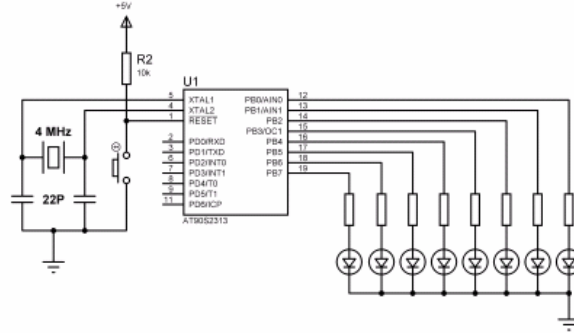 +5V
R2
10k
U1
5 XTAL1 PB0/AIN0 12
4 XTAL2 PB1/AIN1 13
1 RESET PB2 14
PB3/OC1 15
2 PD0/RXD PB4 16
3 PD1/TXD PB5 17
6 PD2/INT0 PB6 18
7 PD3/INT1 PB7 19
8 PD4/T0
9 PD5/T1
11 PD6/ICP
AT90S2313
4 MHz
22P